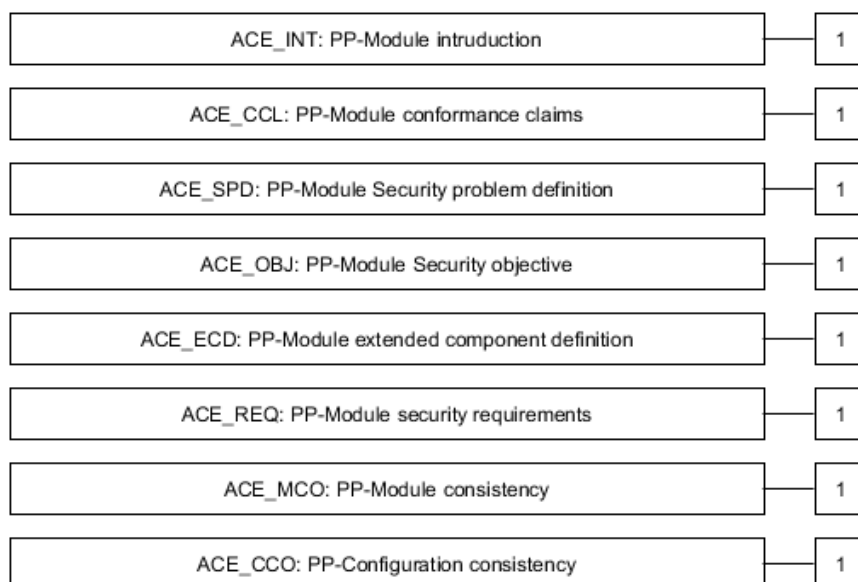 ACE_INT: PP-Module intruduction 1
ACE_CCL: PP-Module conformance claims 1
ACE_SPD: PP-Module Security problem definition 1
ACE_OBJ: PP-Module Security objective 1
ACE_ECD: PP-Module extended component definition 1
ACE_REQ: PP-Module security requirements 1
ACE_MCO: PP-Module consistency 1
ACE_CCO: PP-Configuration consistency 1